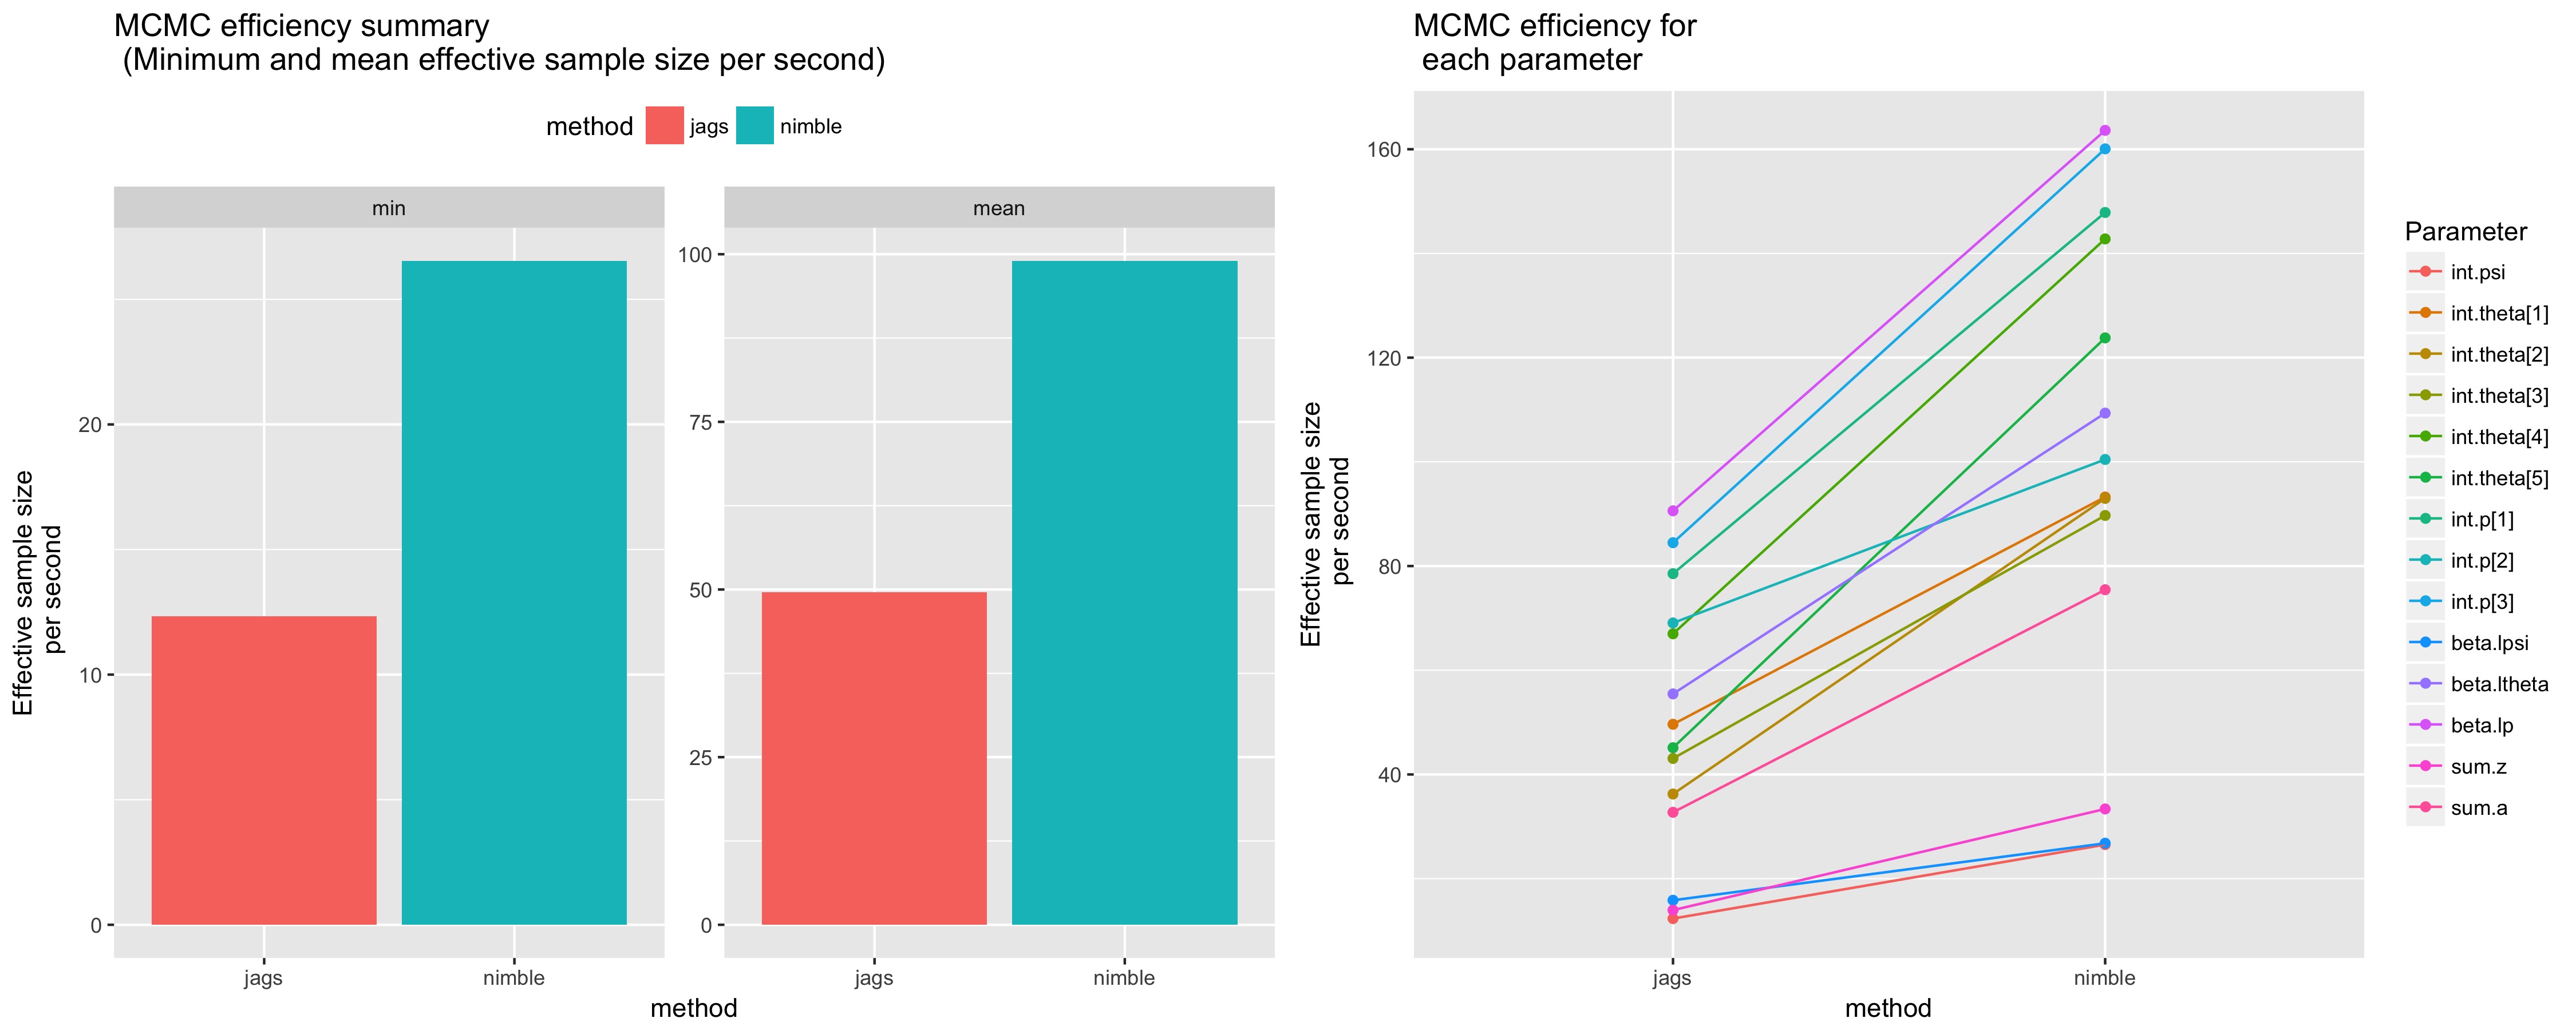 MCMC efficiency summary
(Minimum and mean effective sample size per second)
method jags nimble
min
mean
Effective sample size
per second
20
10
0
100
75
50
25
0
jags
nimble
jags
nimble
method
MCMC efficiency for
each parameter
Effective sample size
per second
160
120
80
40
jags
nimble
method
Parameter
int.psi
int.theta[1]
int.theta[2]
int.theta[3]
int.theta[4]
int.theta[5]
int.p[1]
int.p[2]
int.p[3]
beta.lpsi
beta.ltheta
beta.lp
sum.z
sum.a